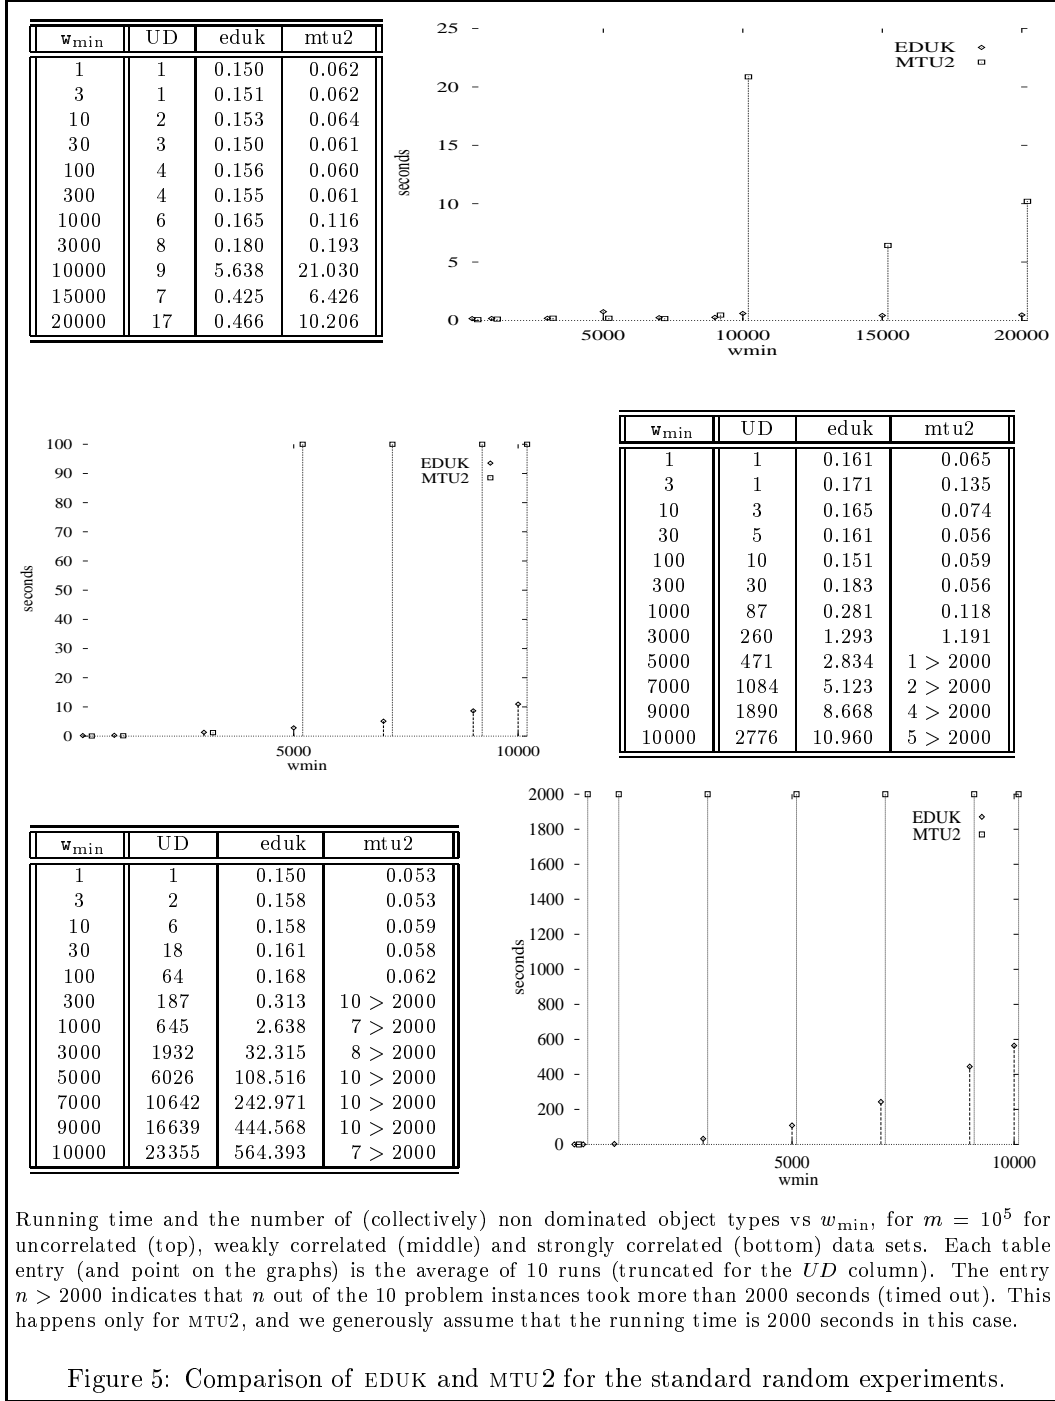 w_min UD eduk mtu2
1 1 0.150 0.062
3 1 0.151 0.062
10 2 0.153 0.064
30 3 0.150 0.061
100 4 0.156 0.060
300 4 0.155 0.061
1000 6 0.165 0.116
3000 8 0.180 0.193
10000 9 5.638 21.030
15000 7 0.425 6.426
20000 17 0.466 10.206
25
20
15
10
5
0
seconds
EDUK
MTU2
5000 10000 15000 20000
wmin
100
90
80
70
60
50
40
30
20
10
0
seconds
EDUK
MTU2
5000 10000
wmin
w_min UD eduk mtu2
1 1 0.161 0.065
3 1 0.171 0.135
10 3 0.165 0.074
30 5 0.161 0.056
100 10 0.151 0.059
300 30 0.183 0.056
1000 87 0.281 0.118
3000 260 1.293 1.191
5000 471 2.834 1 > 2000
7000 1084 5.123 2 > 2000
9000 1890 8.668 4 > 2000
10000 2776 10.960 5 > 2000
w_min UD eduk mtu2
1 1 0.150 0.053
3 2 0.158 0.053
10 6 0.158 0.059
30 18 0.161 0.058
100 64 0.168 0.062
300 187 0.313 10 > 2000
1000 645 2.638 7 > 2000
3000 1932 32.315 8 > 2000
5000 6026 108.516 10 > 2000
7000 10642 242.971 10 > 2000
9000 16639 444.568 10 > 2000
10000 23355 564.393 7 > 2000
2000
1800
1600
1400
1200
1000
800
600
400
200
0
seconds
EDUK
MTU2
5000 10000
wmin
Running time and the number of (collectively) non dominated object types vs w_min, for m = 10^5 for
uncorrelated (top), weakly correlated (middle) and strongly correlated (bottom) data sets. Each table
entry (and point on the graphs) is the average of 10 runs (truncated for the UD column). The entry
n > 2000 indicates that n out of the 10 problem instances took more than 2000 seconds (timed out). This
happens only for MTU2, and we generously assume that the running time is 2000 seconds in this case.
Figure 5: Comparison of EDUK and MTU2 for the standard random experiments.